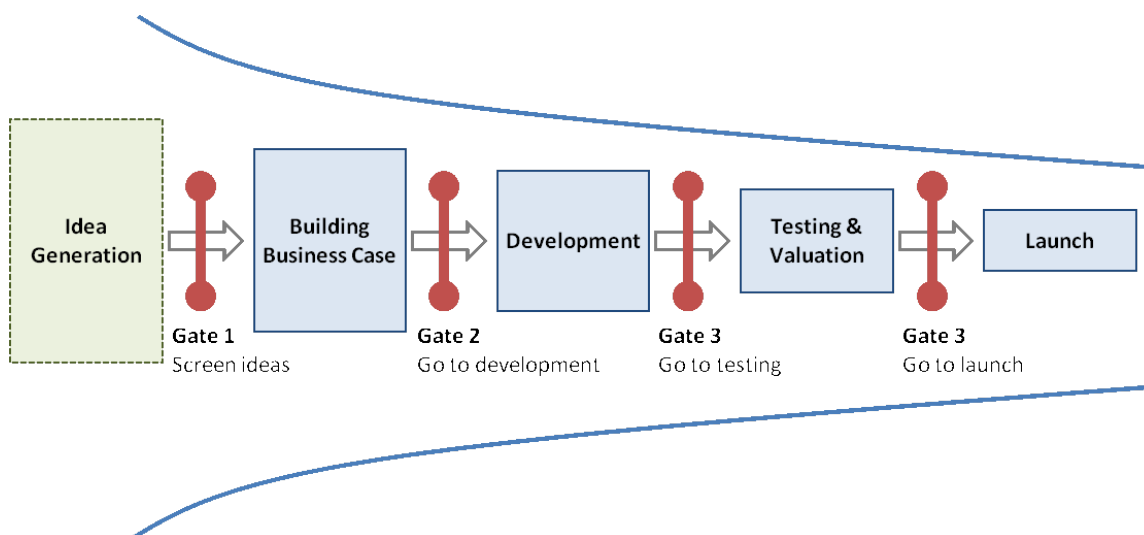 Idea
Generation
Building
Business Case
Development
Testing &
Valuation
Launch
Gate 1
Screen ideas
Gate 2
Go to development
Gate 3
Go to testing
Gate 3
Go to launch